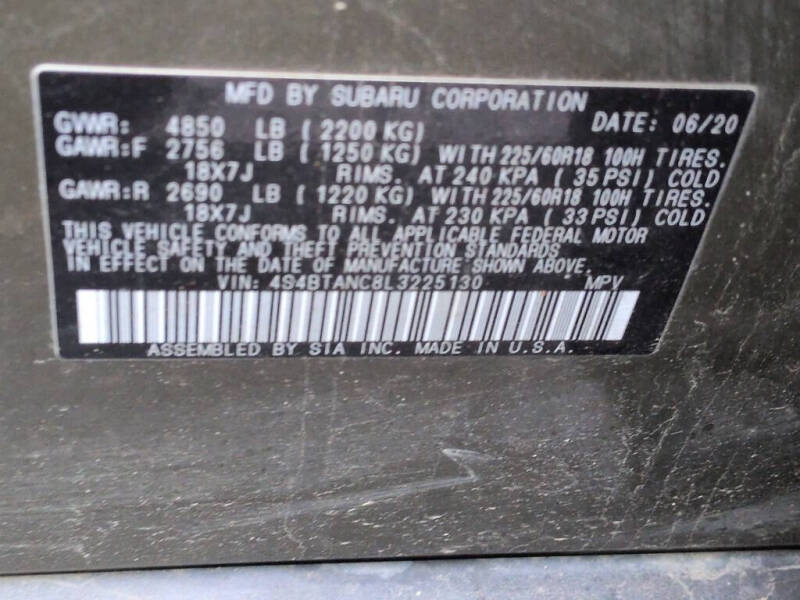 MFD BY SUBARU CORPORATION
GVWR: 4850 LB ( 2200 KG) DATE: 06/20
GAWR:F 2756 LB ( 1250 KG) WITH 225/60R18 100H TIRES.
18X7J RIMS. AT 240 KPA ( 35 PSI) COLD
GAWR:R 2690 LB ( 1220 KG) WITH 225/60R18 100H TIRES.
18X7J RIMS. AT 230 KPA ( 33 PSI) COLD
THIS VEHICLE CONFORMS TO ALL APPLICABLE FEDERAL MOTOR
VEHICLE SAFETY AND THEFT PREVENTION STANDARDS
IN EFFECT ON THE DATE OF MANUFACTURE SHOWN ABOVE.
VIN: 4S4BTANC8L3225130 MPV
ASSEMBLED BY SIA INC. MADE IN U.S.A.